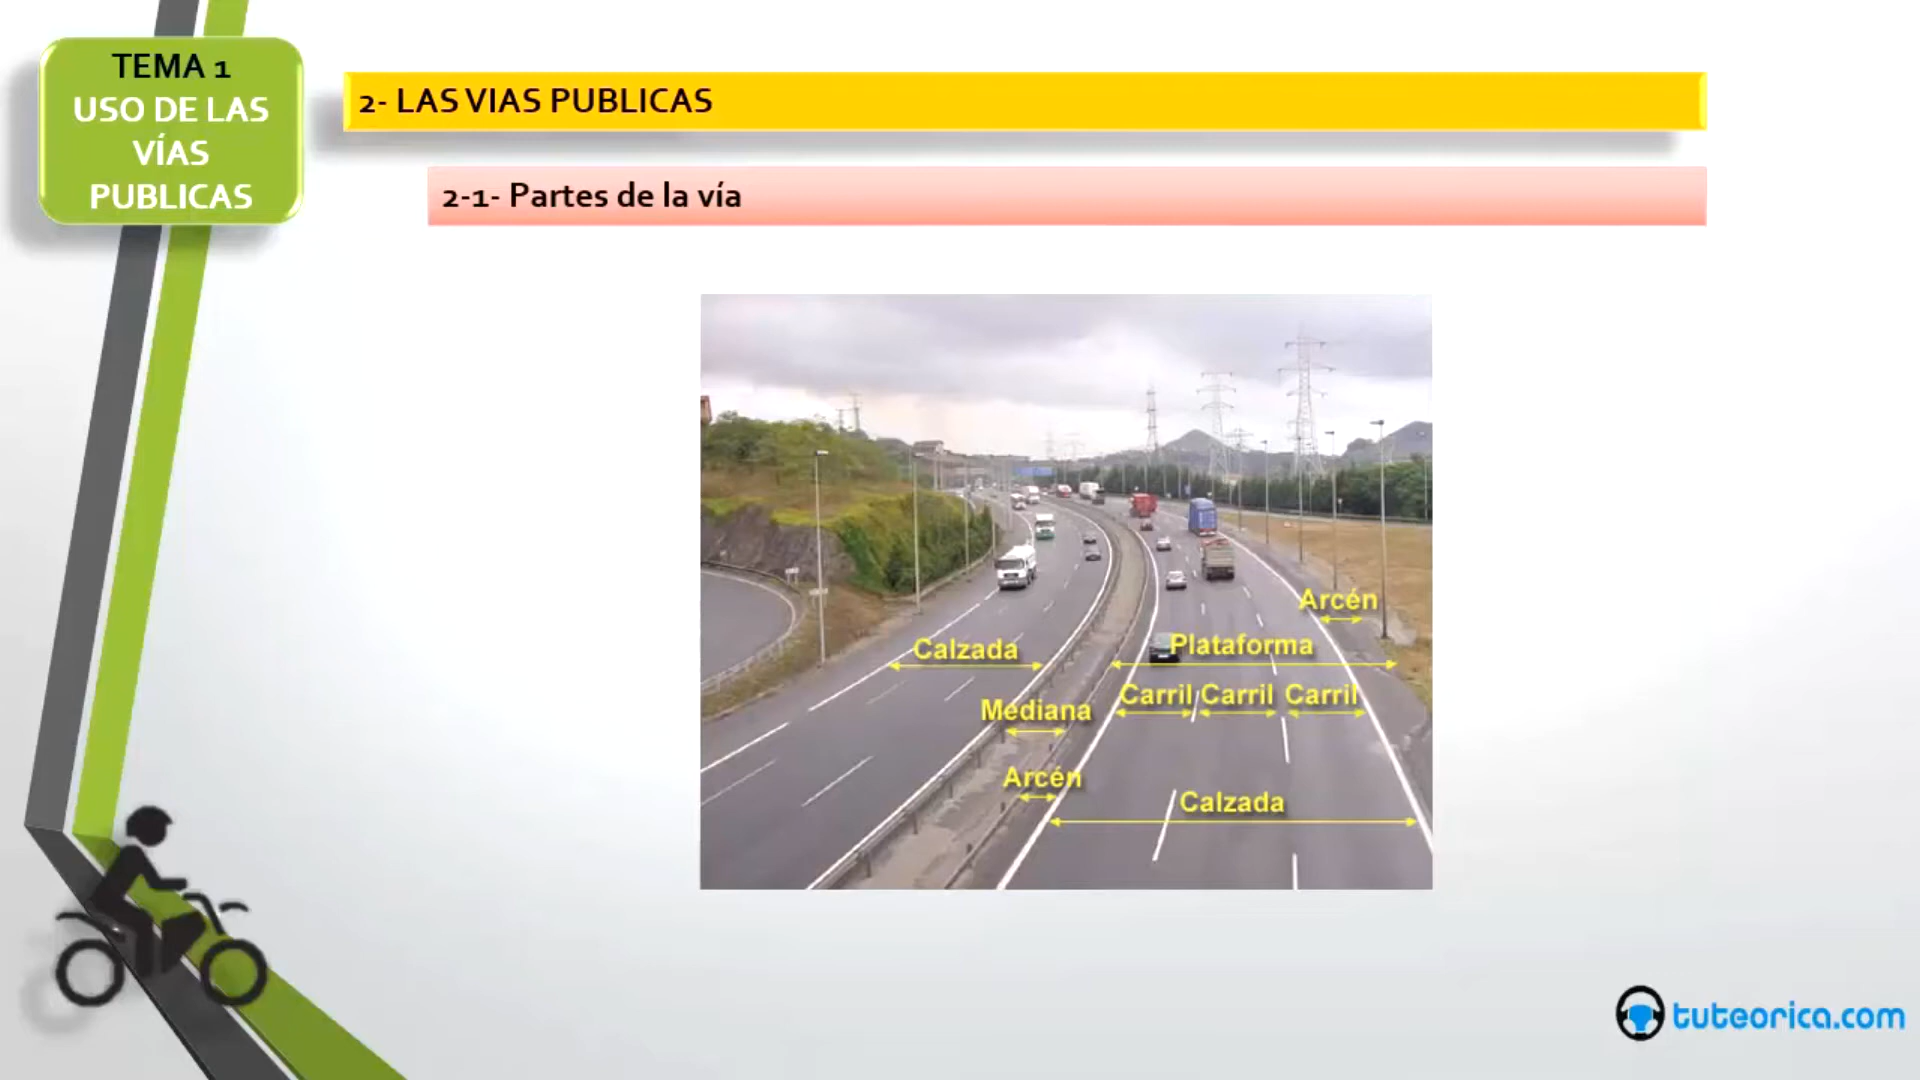 TEMA 1
USO DE LAS
VÍAS
PUBLICAS
2- LAS VIAS PUBLICAS
2-1- Partes de la vía
Arcén
Calzada
Plataforma
Carril Carril Carril
Mediana
Arcén
Calzada
tuteorica.com